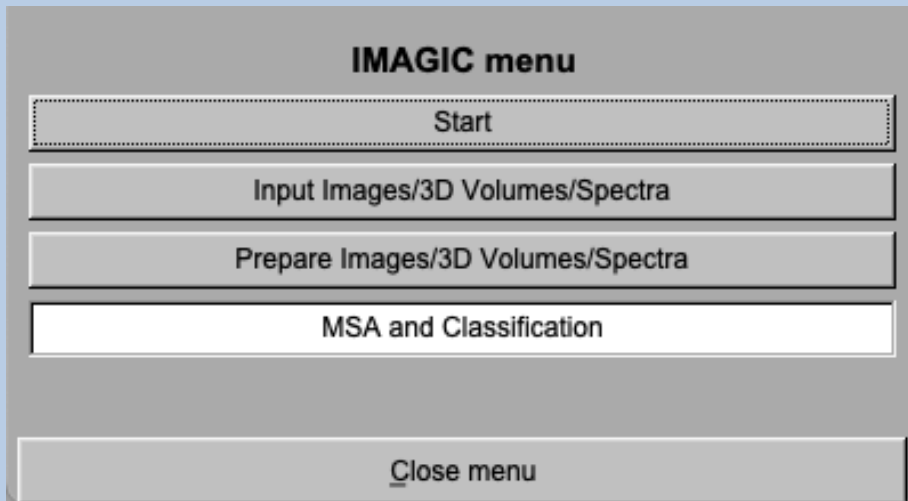 IMAGIC menu
Start
Input Images/3D Volumes/Spectra
Prepare Images/3D Volumes/Spectra
MSA and Classification
Close menu